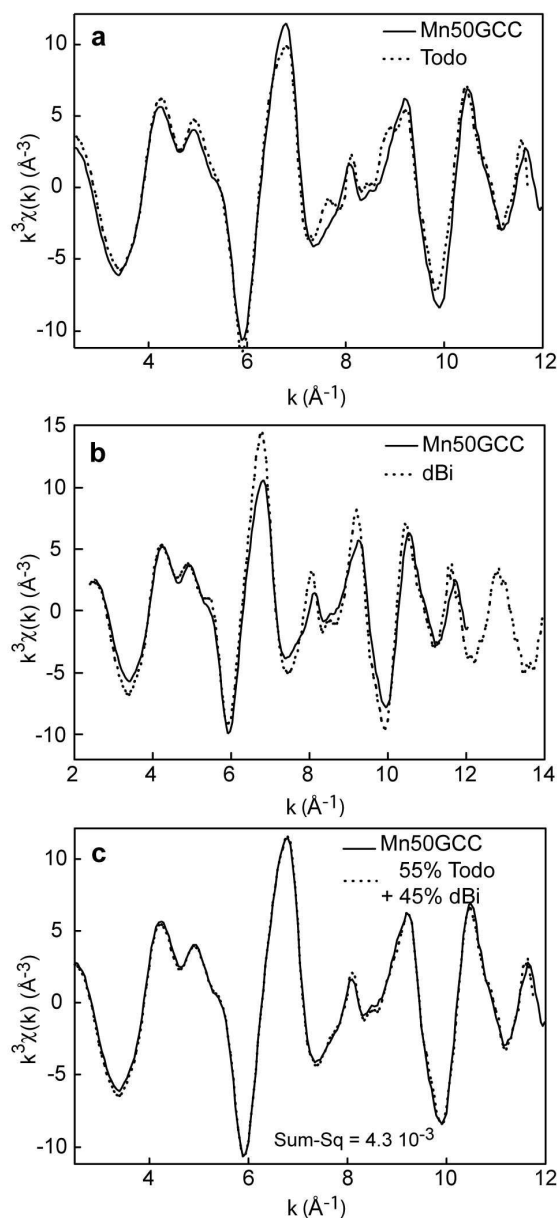 a
Mn50GCC
Todo
10
5
0
-5
-10
k³χ(k) (Å-3)
4
6
8
10
12
k (Å⁻¹)
15
b
Mn50GCC
dBi
10
5
0
-5
-10
k³χ(k) (Å-3)
2
4
6
8
10
12
14
k (Å⁻¹)
c
Mn50GCC
55% Todo
+ 45% dBi
10
5
0
-5
-10
k³χ(k) (Å-3)
Sum-Sq = 4.3 10⁻³
4
6
8
10
12
k (Å⁻¹)